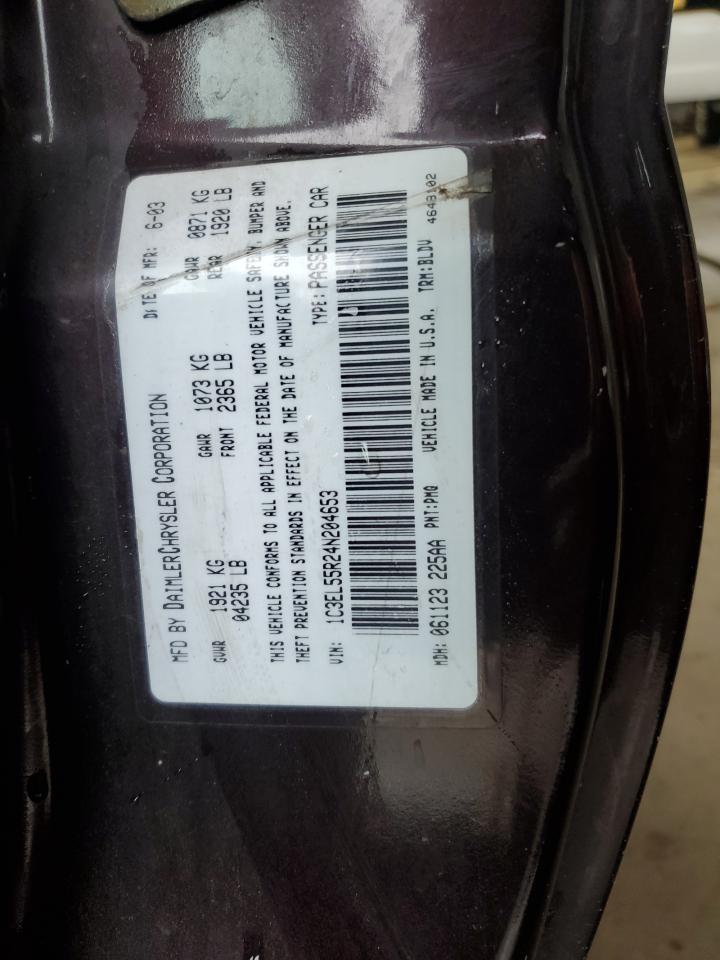 MFD BY DAIMLERCHRYSLER CORPORATION DATE OF MFR: 6-03
GVWR 1921 KG GAWR 1073 KG GAWR 0871 KG
04235 LB FRONT 2365 LB REAR 1920 LB
THIS VEHICLE CONFORMS TO ALL APPLICABLE FEDERAL MOTOR VEHICLE SAFETY, BUMPER AND
THEFT PREVENTION STANDARDS IN EFFECT ON THE DATE OF MANUFACTURE SHOWN ABOVE.
VIN: 1C3EL55R24N204653 TYPE: PASSENGER CAR
MDH: 061123 225AA PNT:PMQ VEHICLE MADE IN U.S.A. TRM:BLDV